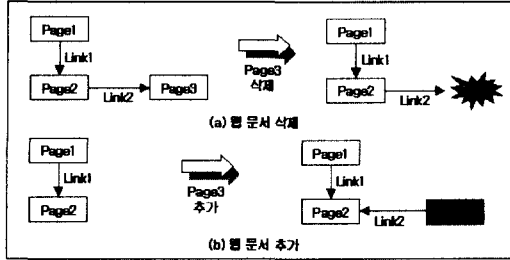 Page1
Page1
Link1
Link1
Page3
삭제
Page2
Page3
Page2
Link2
Link2
(a) 웹 문서 삭제
Page1
Page1
Link1
Page3
추가
Link1
Page2
Page2
Link2
(b) 웹 문서 추가